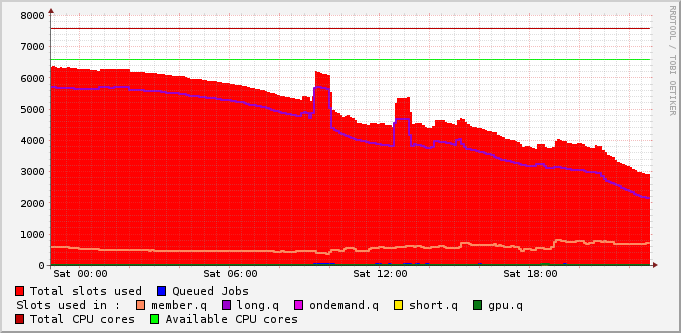 8000
7000
6000
5000
4000
3000
2000
1000
0
Sat 00:00 Sat 06:00 Sat 12:00 Sat 18:00
Total slots used Queued Jobs
Slots used in : member.q long.q ondemand.q short.q gpu.q
Total CPU cores Available CPU cores
RRDTOOL / TOBI OETIKER